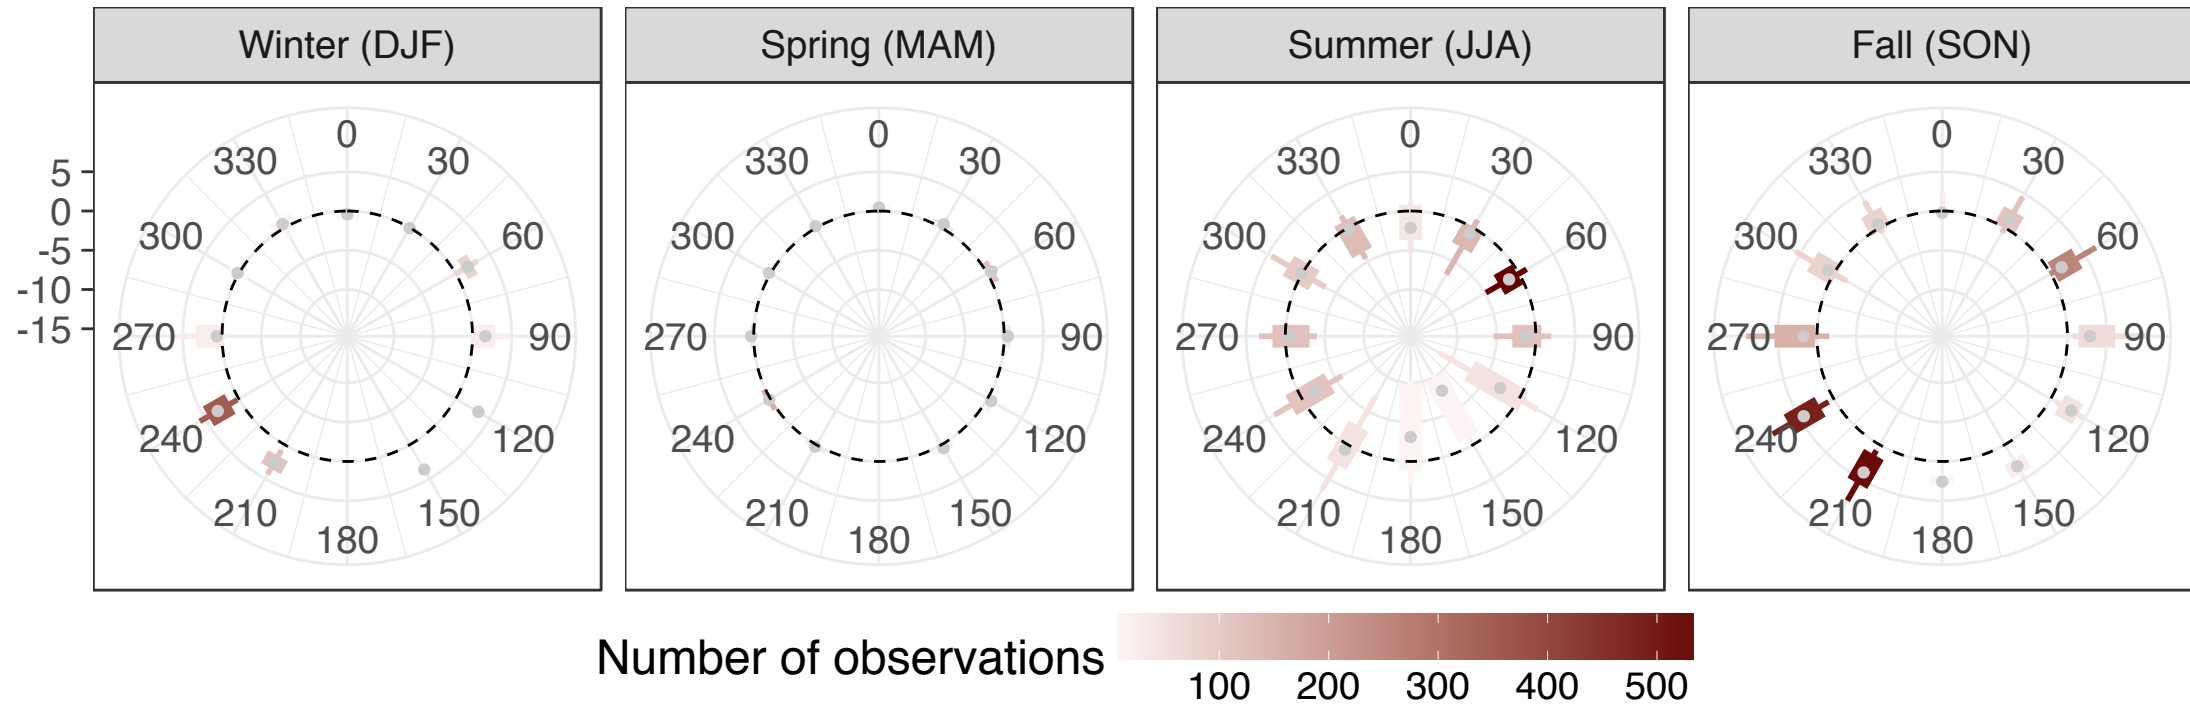 Winter (DJF) Spring (MAM) Summer (JJA) Fall (SON)
0 0 0 0
330 30 330 30 330 30 330 30
5
0
300 60 300 60 300 60 300 60
-5
-10
-15
270 90 270 90 270 90 270 90
240 120 240 120 240 120 240 120
210 150 210 150 210 150 210 150
180 180 180 180
Number of observations
100 200 300 400 500